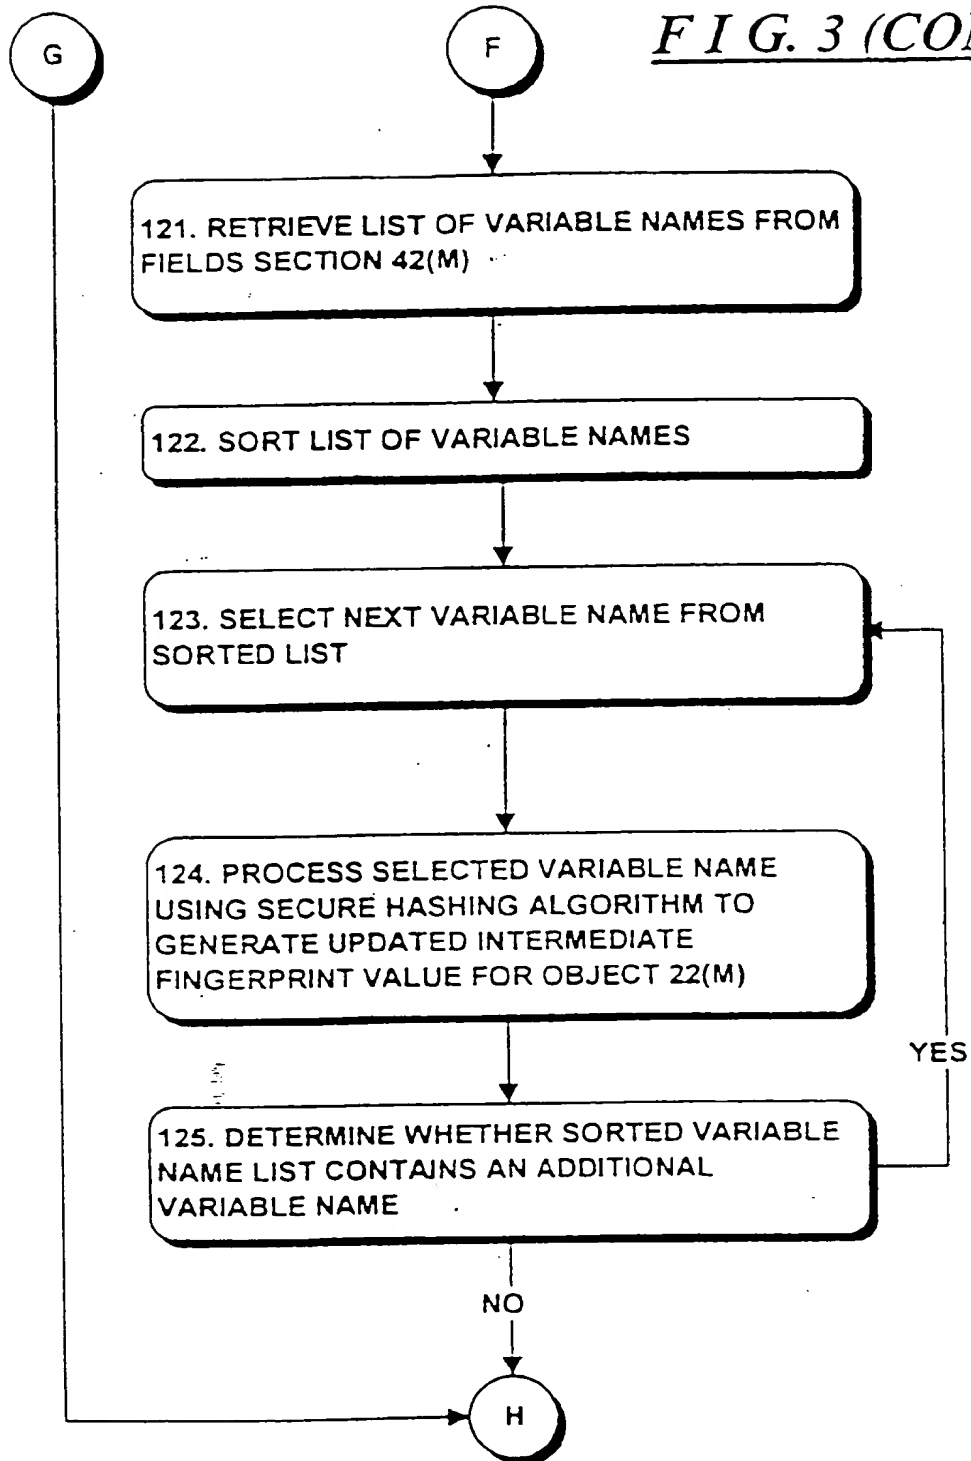 G
F
F I G. 3 (CO
121. RETRIEVE LIST OF VARIABLE NAMES FROM
FIELDS SECTION 42(M)
122. SORT LIST OF VARIABLE NAMES
123. SELECT NEXT VARIABLE NAME FROM
SORTED LIST
124. PROCESS SELECTED VARIABLE NAME
USING SECURE HASHING ALGORITHM TO
GENERATE UPDATED INTERMEDIATE
FINGERPRINT VALUE FOR OBJECT 22(M)
YES
125. DETERMINE WHETHER SORTED VARIABLE
NAME LIST CONTAINS AN ADDITIONAL
VARIABLE NAME
NO
H